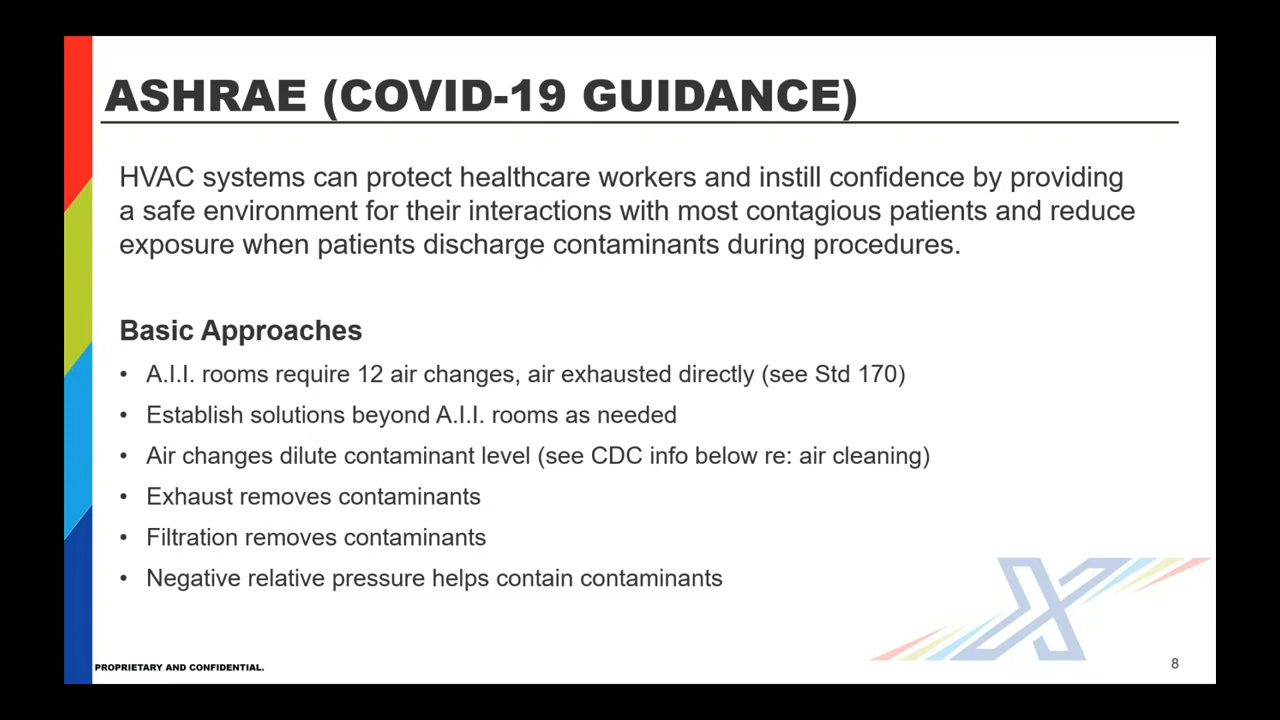 ASHRAE (COVID-19 GUIDANCE)
HVAC systems can protect healthcare workers and instill confidence by providing
a safe environment for their interactions with most contagious patients and reduce
exposure when patients discharge contaminants during procedures.
Basic Approaches
• A.I.I. rooms require 12 air changes, air exhausted directly (see Std 170)
• Establish solutions beyond A.I.I. rooms as needed
• Air changes dilute contaminant level (see CDC info below re: air cleaning)
• Exhaust removes contaminants
• Filtration removes contaminants
• Negative relative pressure helps contain contaminants
X
PROPRIETARY AND CONFIDENTIAL.
8